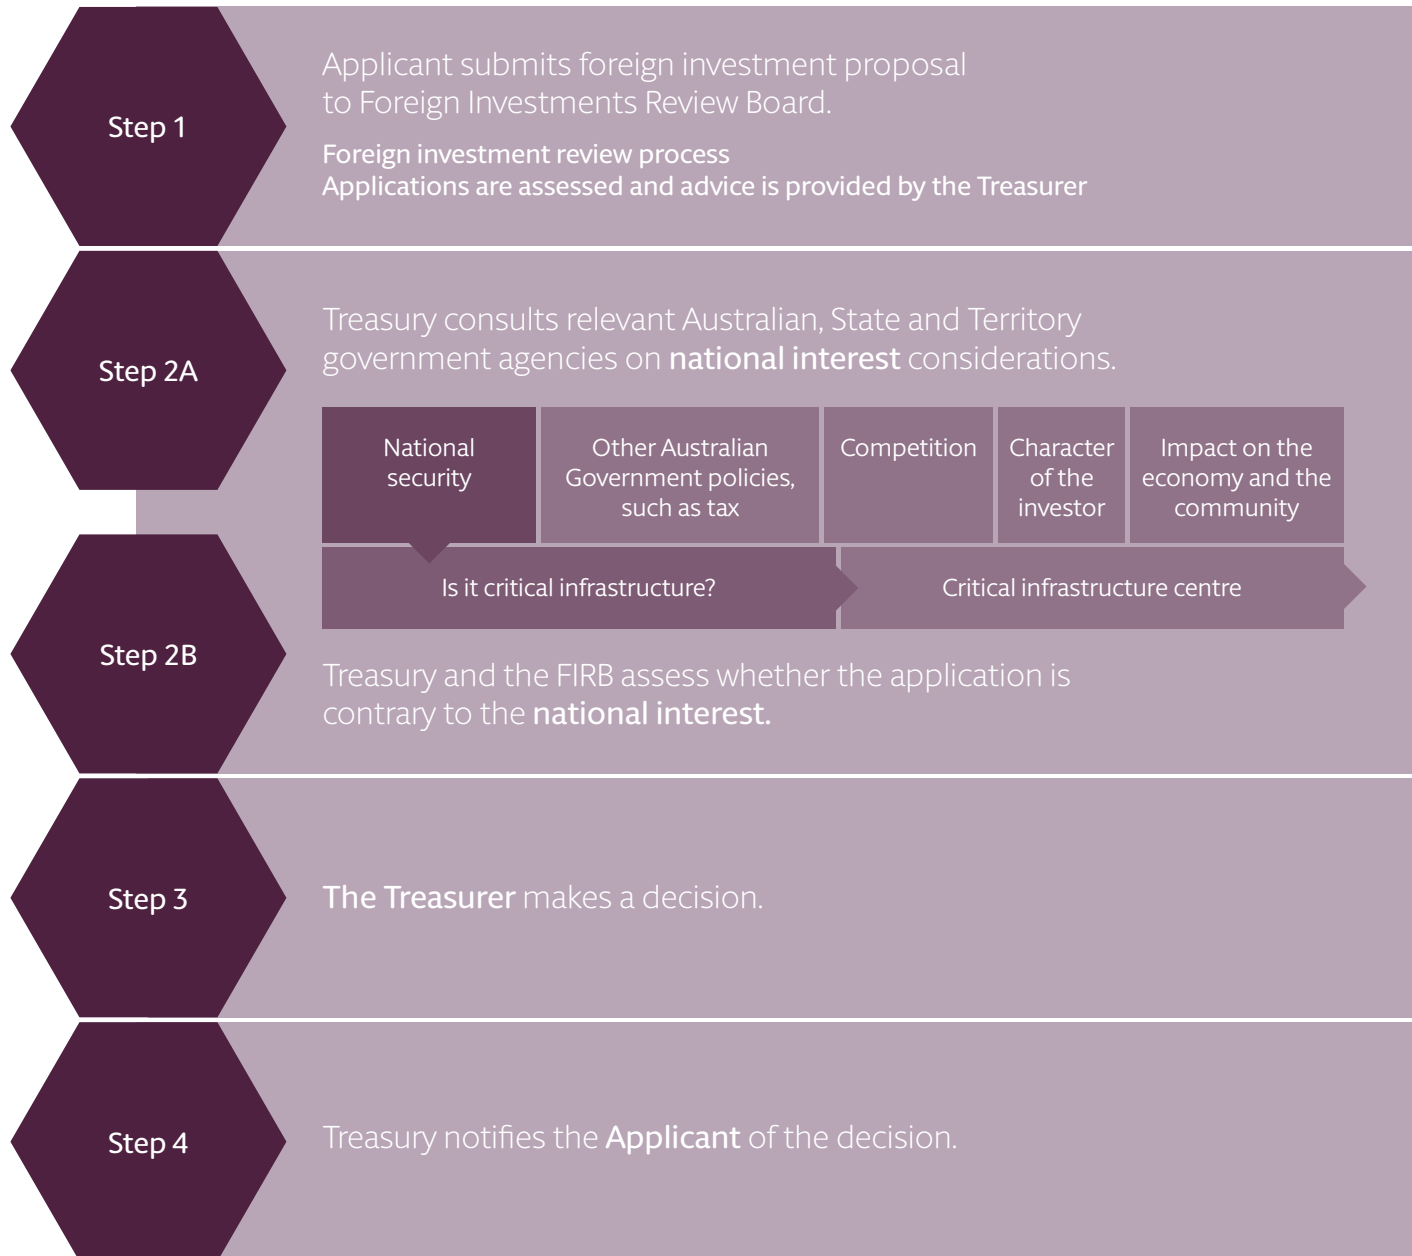 Step 1
Applicant submits foreign investment proposal
to Foreign Investments Review Board.
Foreign investment review process
Applications are assessed and advice is provided by the Treasurer
Step 2A
Treasury consults relevant Australian, State and Territory
government agencies on national interest considerations.
National
security
Other Australian
Government policies,
such as tax
Competition
Character
of the
investor
Impact on the
economy and the
community
Is it critical infrastructure?
Critical infrastructure centre
Step 2B
Treasury and the FIRB assess whether the application is
contrary to the national interest.
Step 3
The Treasurer makes a decision.
Step 4
Treasury notifies the Applicant of the decision.